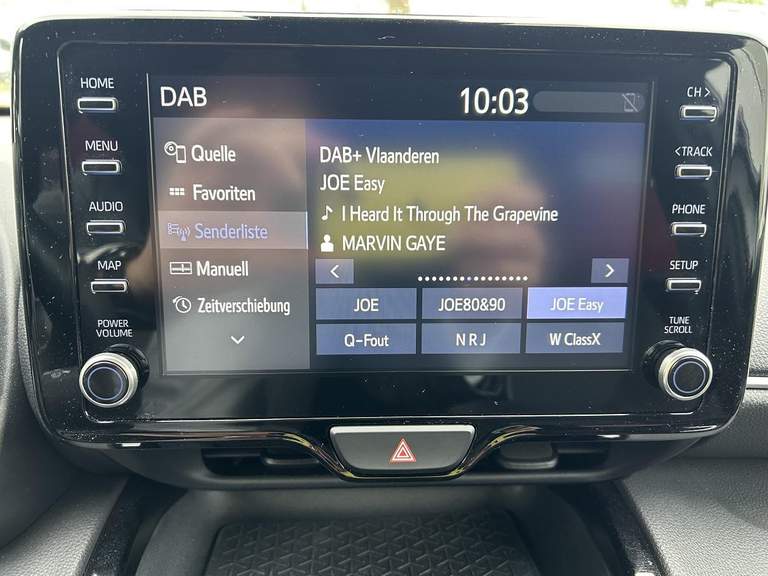 HOME
MENU
AUDIO
MAP
POWER
VOLUME
DAB
10:03
Quelle
Favoriten
Senderliste
Manuell
Zeitverschiebung
DAB+ Vlaanderen
JOE Easy
I Heard It Through The Grapevine
MARVIN GAYE
JOE
JOE80&90
JOE Easy
Q-Fout
NRJ
W ClassX
CH >
< TRACK
PHONE
SETUP
TUNE
SCROLL